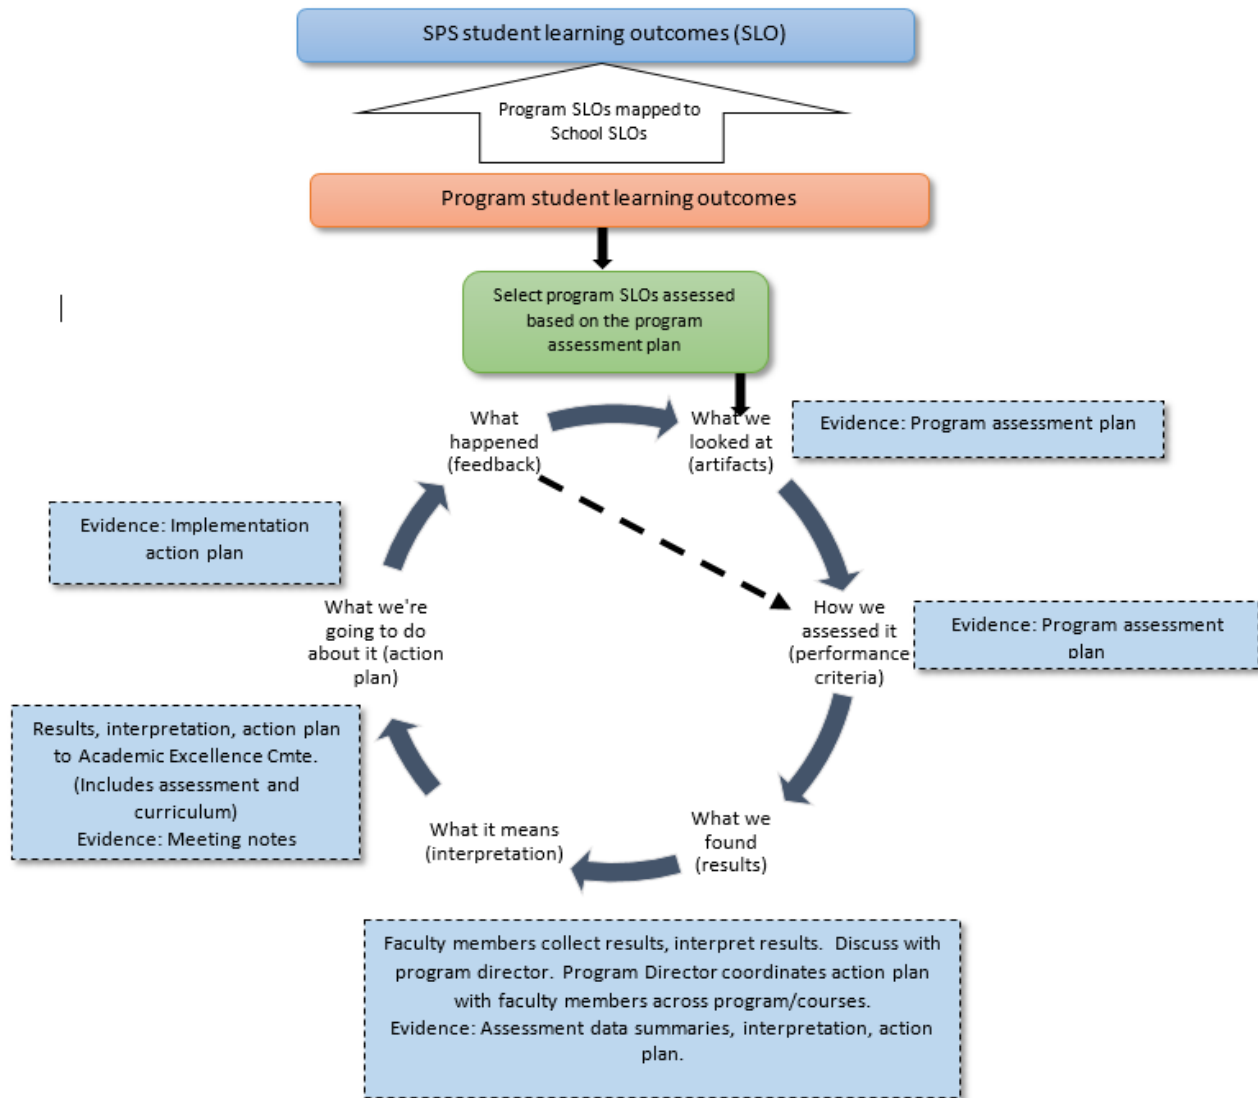 SPS student learning outcomes (SLO)
Program SLOs mapped to
School SLOs
Program student learning outcomes
Select program SLOs assessed
based on the program
assessment plan
What
happened
(feedback)
What we
looked at
(artifacts)
Evidence: Program assessment plan
Evidence: Implementation
action plan
What we're
going to do
about it (action
plan)
How we
assessed it
(performance
criteria)
Evidence: Program assessment
plan
Results, interpretation, action plan
to Academic Excellence Cmte.
(Includes assessment and
curriculum)
Evidence: Meeting notes
What it means
(interpretation)
What we
found
(results)
Faculty members collect results, interpret results. Discuss with
program director. Program Director coordinates action plan
with faculty members across program/courses.
Evidence: Assessment data summaries, interpretation, action
plan.